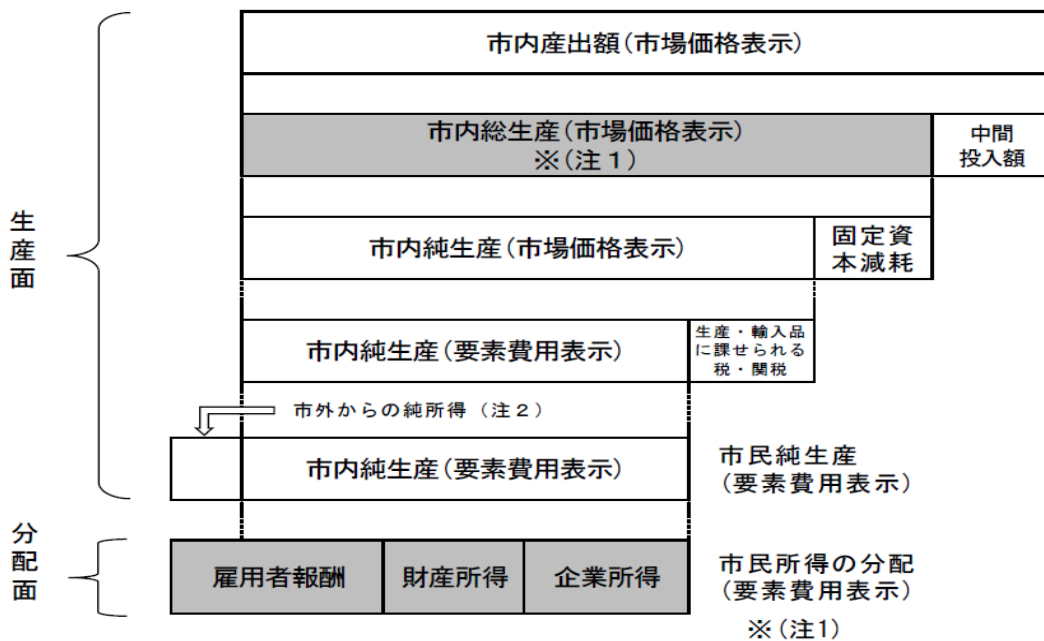 市内産出額(市場価格表示)
市内総生産(市場価格表示)
※(注１)
中間
投入額
生
産
面
市内純生産(市場価格表示)
固定資
本減耗
市内純生産(要素費用表示)
生産・輸入品
に課せられる
税・関税
市外からの純所得（注２）
市内純生産(要素費用表示)
市民純生産
(要素費用表示)
分
配
面
雇用者報酬
財産所得
企業所得
市民所得の分配
(要素費用表示)
※(注1)